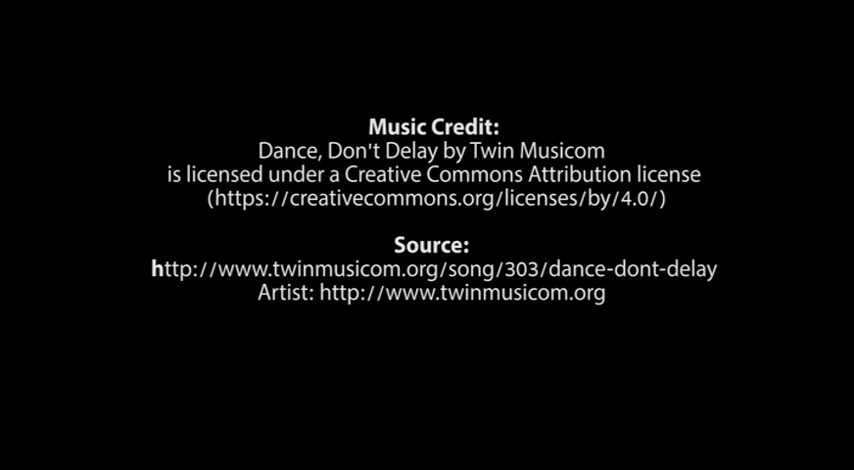 Music Credit:
Dance, Don't Delay by Twin Musicom
is licensed under a Creative Commons Attribution license
(https://creativecommons.org/licenses/by/4.0/)
Source:
http://www.twinmusicom.org/song/303/dance-dont-delay
Artist: http://www.twinmusicom.org